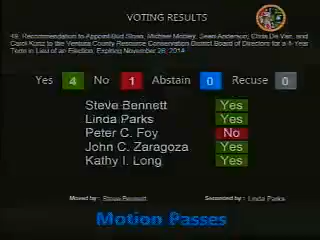 VOTING RESULTS
49. Recommendation to Appoint Bud Sloan, Michael Mobley, Sean Anderson, Chris De Ver, and
Carol Kurtz to the Ventura County Resource Conservation District Board of Directors for a 4-Year
Term in Lieu of an Election, Expiring November 28, 2014
Yes 4 No 1 Abstain 0 Recuse 0
Steve Bennett Yes
Linda Parks Yes
Peter C. Foy No
John C. Zaragoza Yes
Kathy I. Long Yes
Moved by: Steve Bennett Seconded by: Linda Parks
Motion Passes